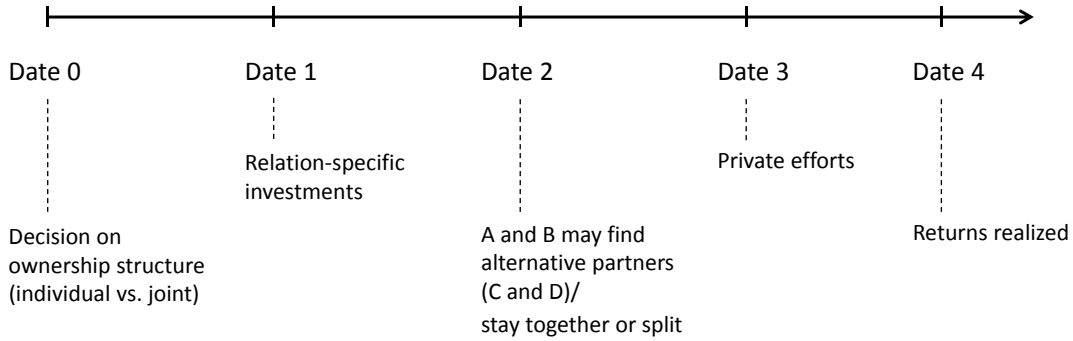 Date 0
Date 1
Date 2
Date 3
Date 4
Decision on
ownership structure
(individual vs. joint)
Relation-specific
investments
A and B may find
alternative partners
(C and D)/
stay together or split
Private efforts
Returns realized